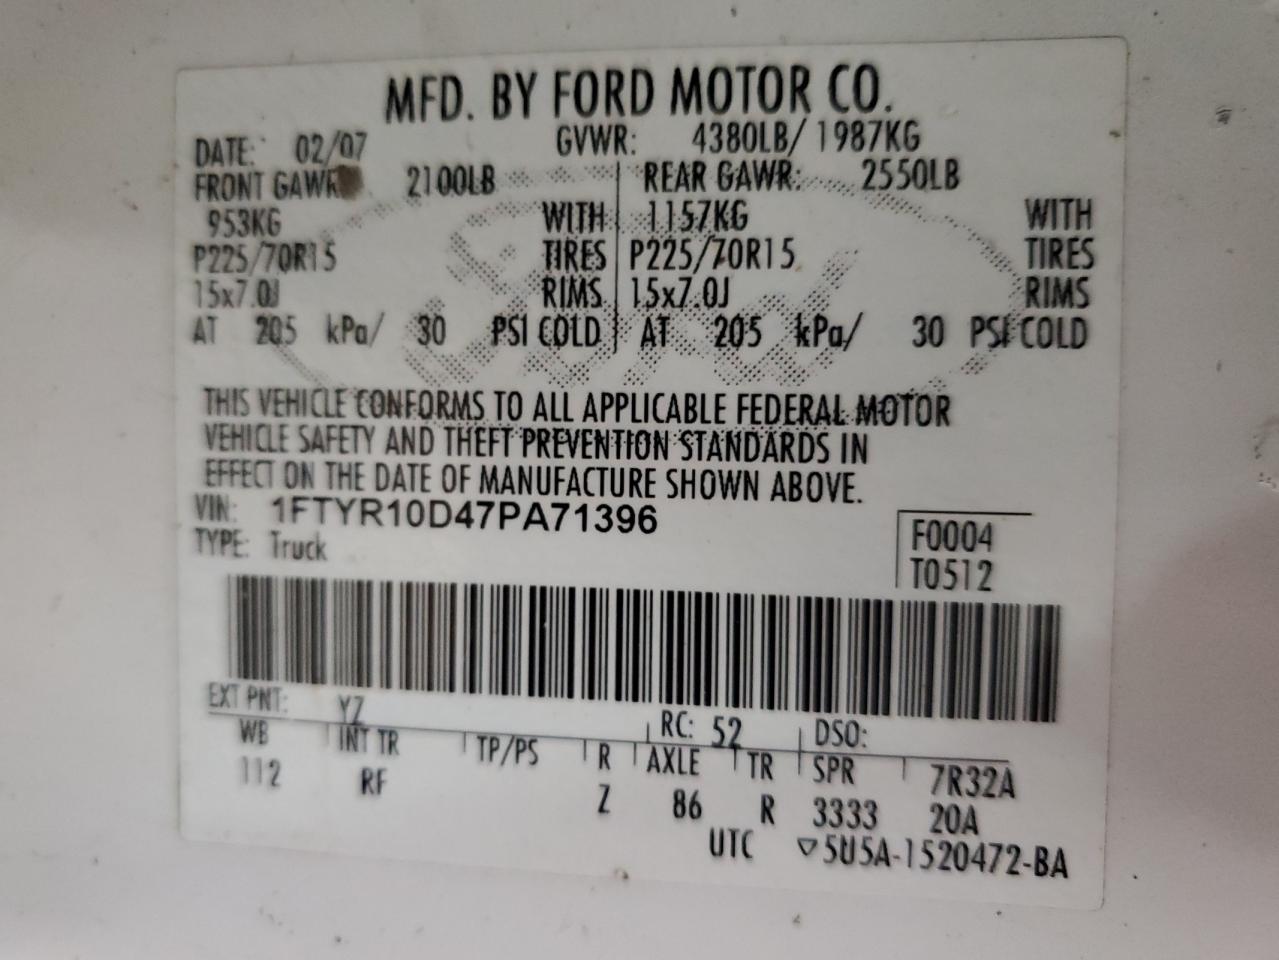 MFD. BY FORD MOTOR CO.
DATE: 02/07 GVWR: 4380LB/ 1987KG
FRONT GAWR 2100LB REAR GAWR: 2550LB
953KG WITH 1157KG WITH
P225/70R15 TIRES P225/70R15 TIRES
15x7.0J RIMS 15x7.0J RIMS
AT 205 kPa/ 30 PSI COLD AT 205 kPa/ 30 PSI COLD
THIS VEHICLE CONFORMS TO ALL APPLICABLE FEDERAL MOTOR
VEHICLE SAFETY AND THEFT PREVENTION STANDARDS IN
EFFECT ON THE DATE OF MANUFACTURE SHOWN ABOVE.
VIN: 1FTYR10D47PA71396
TYPE: Truck
F0004
T0512
EXT PNT: YZ RC: 52 DSO:
WB INT TR TP/PS R AXLE TR SPR 7R32A
112 RF Z 86 R 3333 20A
UTC ▽5U5A-1520472-BA
Ford